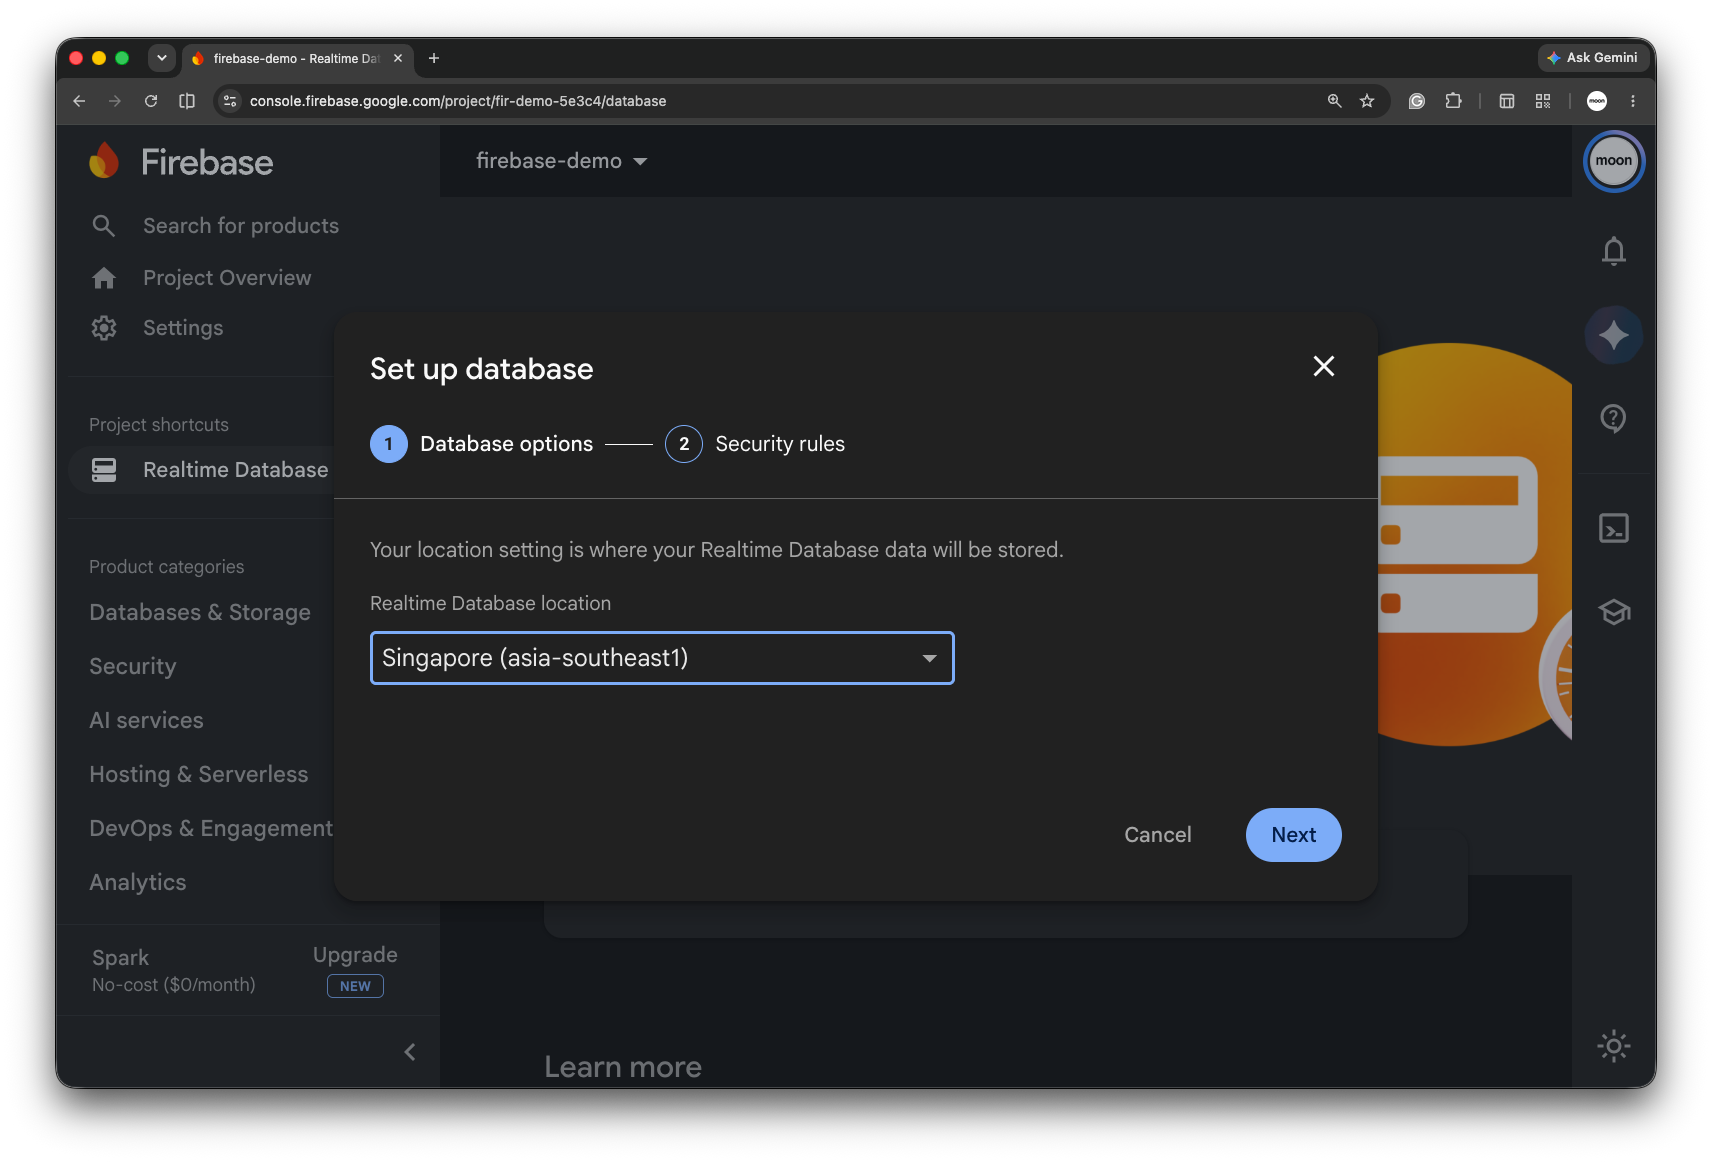 firebase-demo - Realtime Dat
Ask Gemini
console.firebase.google.com/project/fir-demo-5e3c4/database
moon
Firebase
firebase-demo
moon
Search for products
Project Overview
Settings
Project shortcuts
Realtime Database
Product categories
Databases & Storage
Security
AI services
Hosting & Serverless
DevOps & Engagement
Analytics
Spark
No-cost ($0/month)
Upgrade
NEW
Set up database
1 Database options
2 Security rules
Your location setting is where your Realtime Database data will be stored.
Realtime Database location
Singapore (asia-southeast1)
Cancel
Next
Learn more